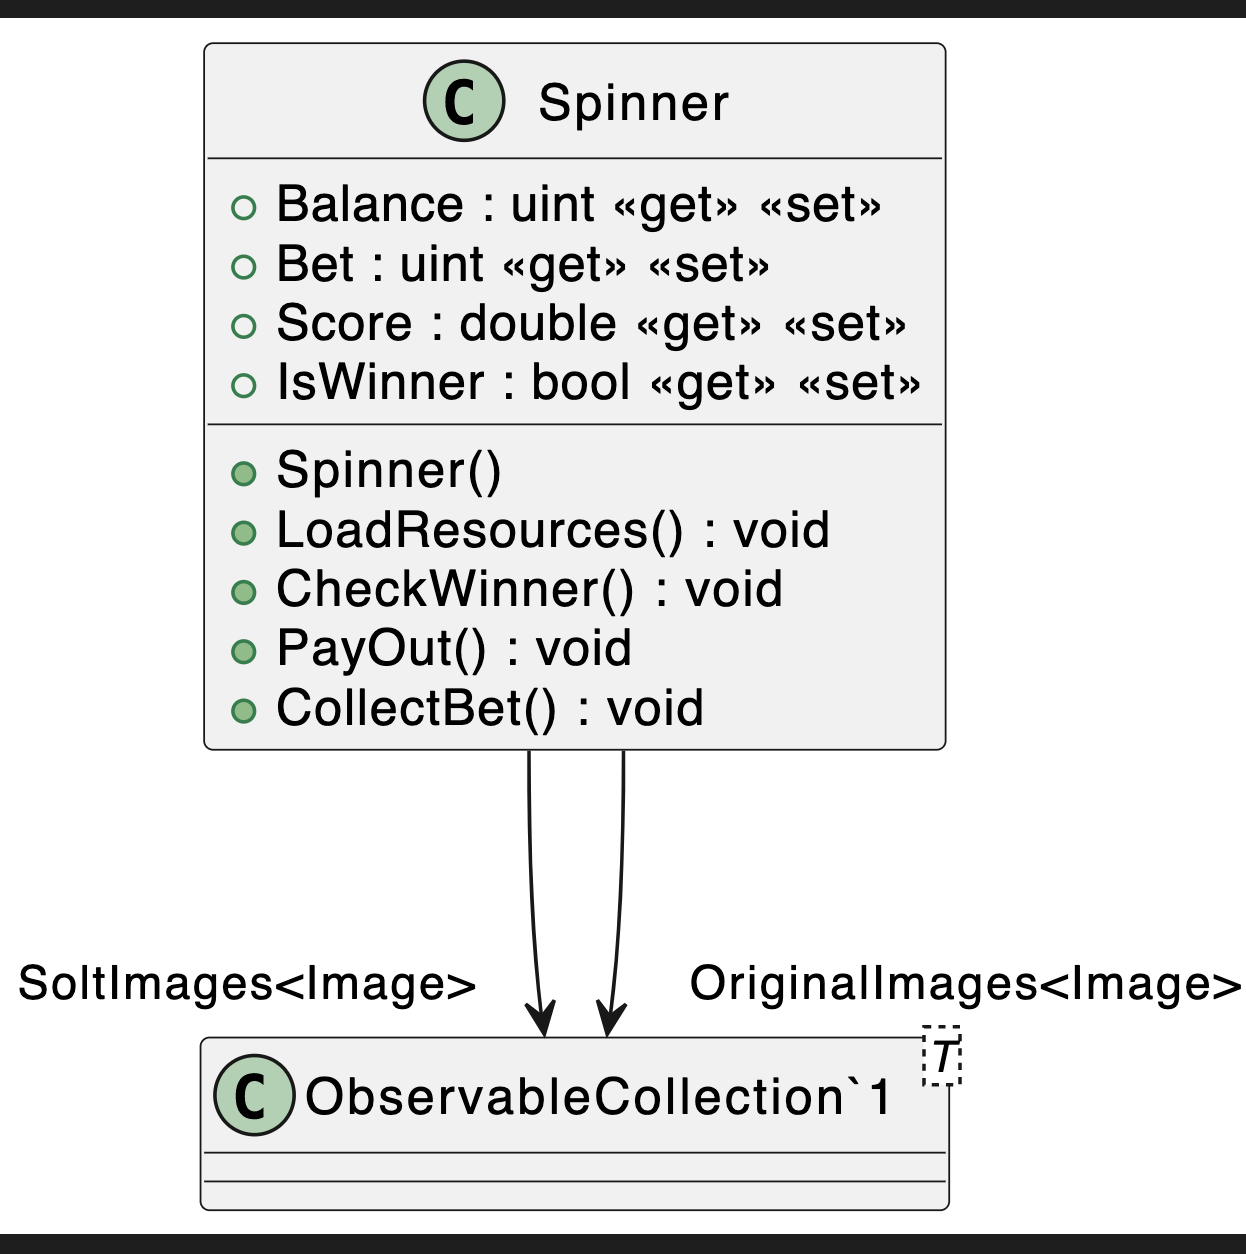 C Spinner
Balance : uint «get» «set»
Bet : uint «get» «set»
Score : double «get» «set»
IsWinner : bool «get» «set»
Spinner()
LoadResources() : void
CheckWinner() : void
PayOut() : void
CollectBet() : void
SoltImages<Image>
OriginalImages<Image>
T
C ObservableCollection`1